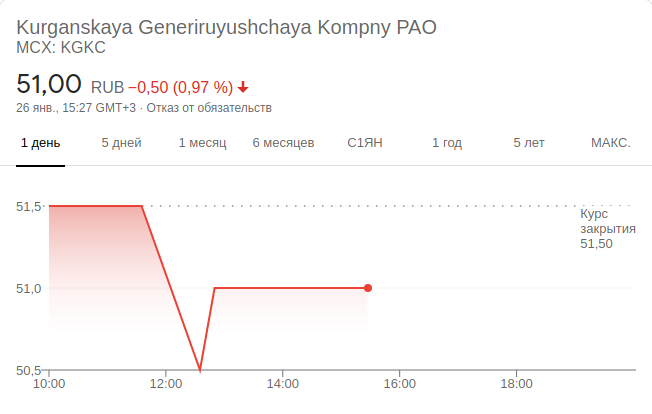 Kurganskaya Generiruyushchaya Kompny PAO
MCX: KGKC
51,00 RUB −0,50 (0,97 %)
26 янв., 15:27 GMT+3 · Отказ от обязательств
1 день 5 дней 1 месяц 6 месяцев С1ЯН 1 год 5 лет МАКС.
51,5
Курс
закрытия
51,50
51,0
50,5
10:00 12:00 14:00 16:00 18:00